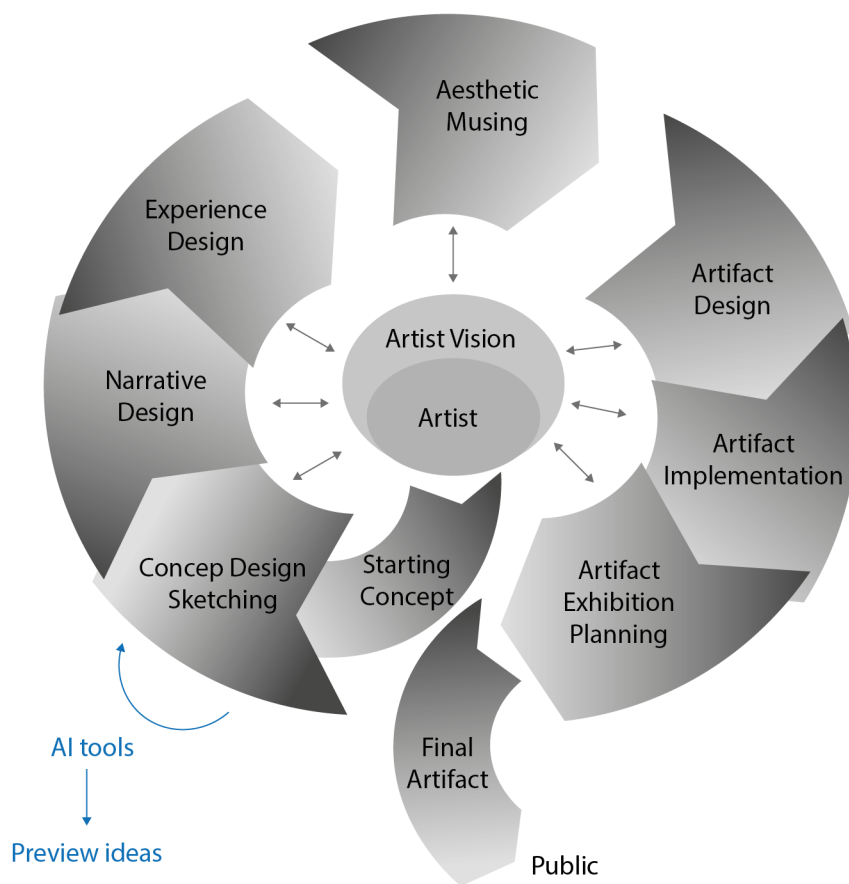 Aesthetic
Musing
Experience
Design
Artifact
Design
Artist Vision
Narrative
Design
Artist
Artifact
Implementation
Concep Design
Sketching
Starting
Concept
Artifact
Exhibition
Planning
AI tools
Final
Artifact
Preview ideas
Public